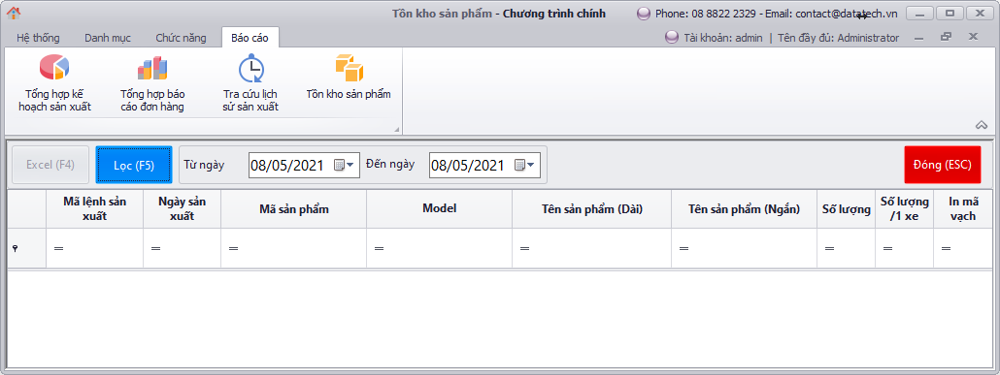 Tồn kho sản phẩm - Chương trình chính
Phone: 08 8822 2329 - Email: contact@datatech.vn
Hệ thống
Danh mục
Chức năng
Báo cáo
Tài khoản: admin | Tên đầy đủ: Administrator
Tổng hợp kế
hoạch sản xuất
Tổng hợp báo
cáo đơn hàng
Tra cứu lịch
sử sản xuất
Tồn kho sản phẩm
Excel (F4)
Lọc (F5)
Từ ngày
08/05/2021
Đến ngày
08/05/2021
Đóng (ESC)
Mã lệnh sản
xuất
Ngày sản
xuất
Mã sản phẩm
Model
Tên sản phẩm (Dài)
Tên sản phẩm (Ngắn)
Số lượng
Số lượng
/1 xe
In mã
vạch
= = = = = = = = =